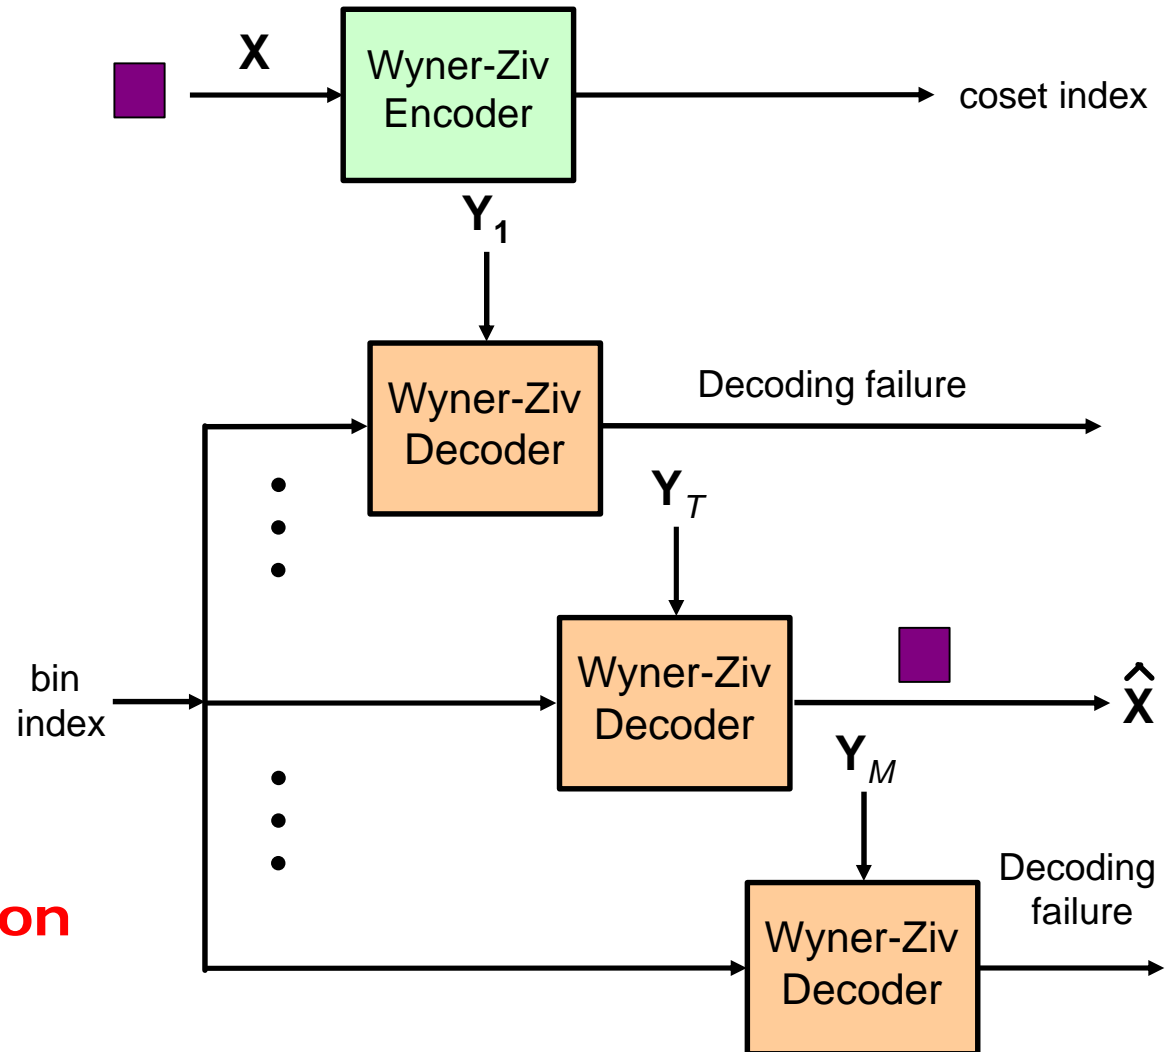 X
Wyner-Ziv
Encoder
coset index
Y1
Wyner-Ziv
Decoder
Decoding failure
YT
bin
index
Wyner-Ziv
Decoder
X̂
YM
on
Wyner-Ziv
Decoder
Decoding
failure